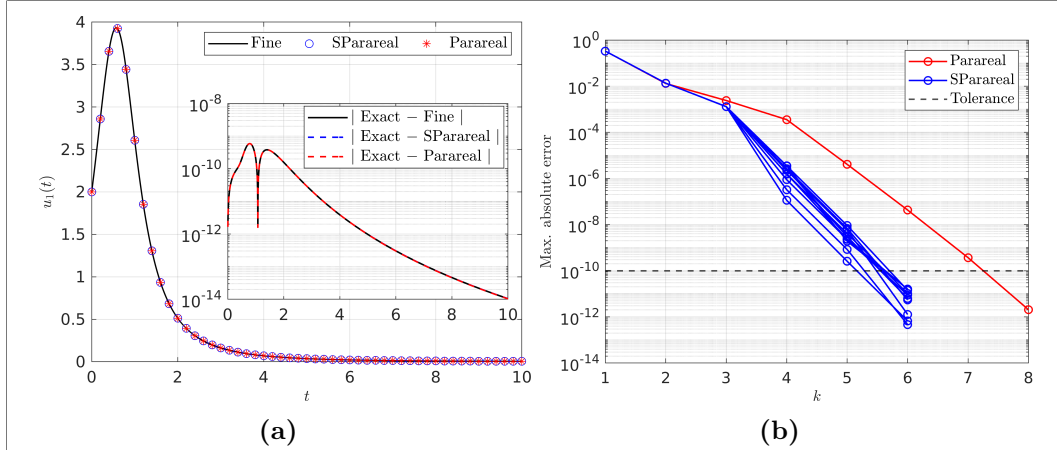 4
3.5
3
2.5
2
1.5
1
0.5
0
u₁(t)
Fine SParareal Parareal
10⁻⁸
10⁻¹⁰
10⁻¹²
10⁻¹⁴
| Exact − Fine |
| Exact − SParareal |
| Exact − Parareal |
0 2 4 6 8 10
0 2 4 6 8 10
t
(a)
10⁰
10⁻²
10⁻⁴
10⁻⁶
10⁻⁸
10⁻¹⁰
10⁻¹²
10⁻¹⁴
Max. absolute error
Parareal
SParareal
Tolerance
1 2 3 4 5 6 7 8
k
(b)